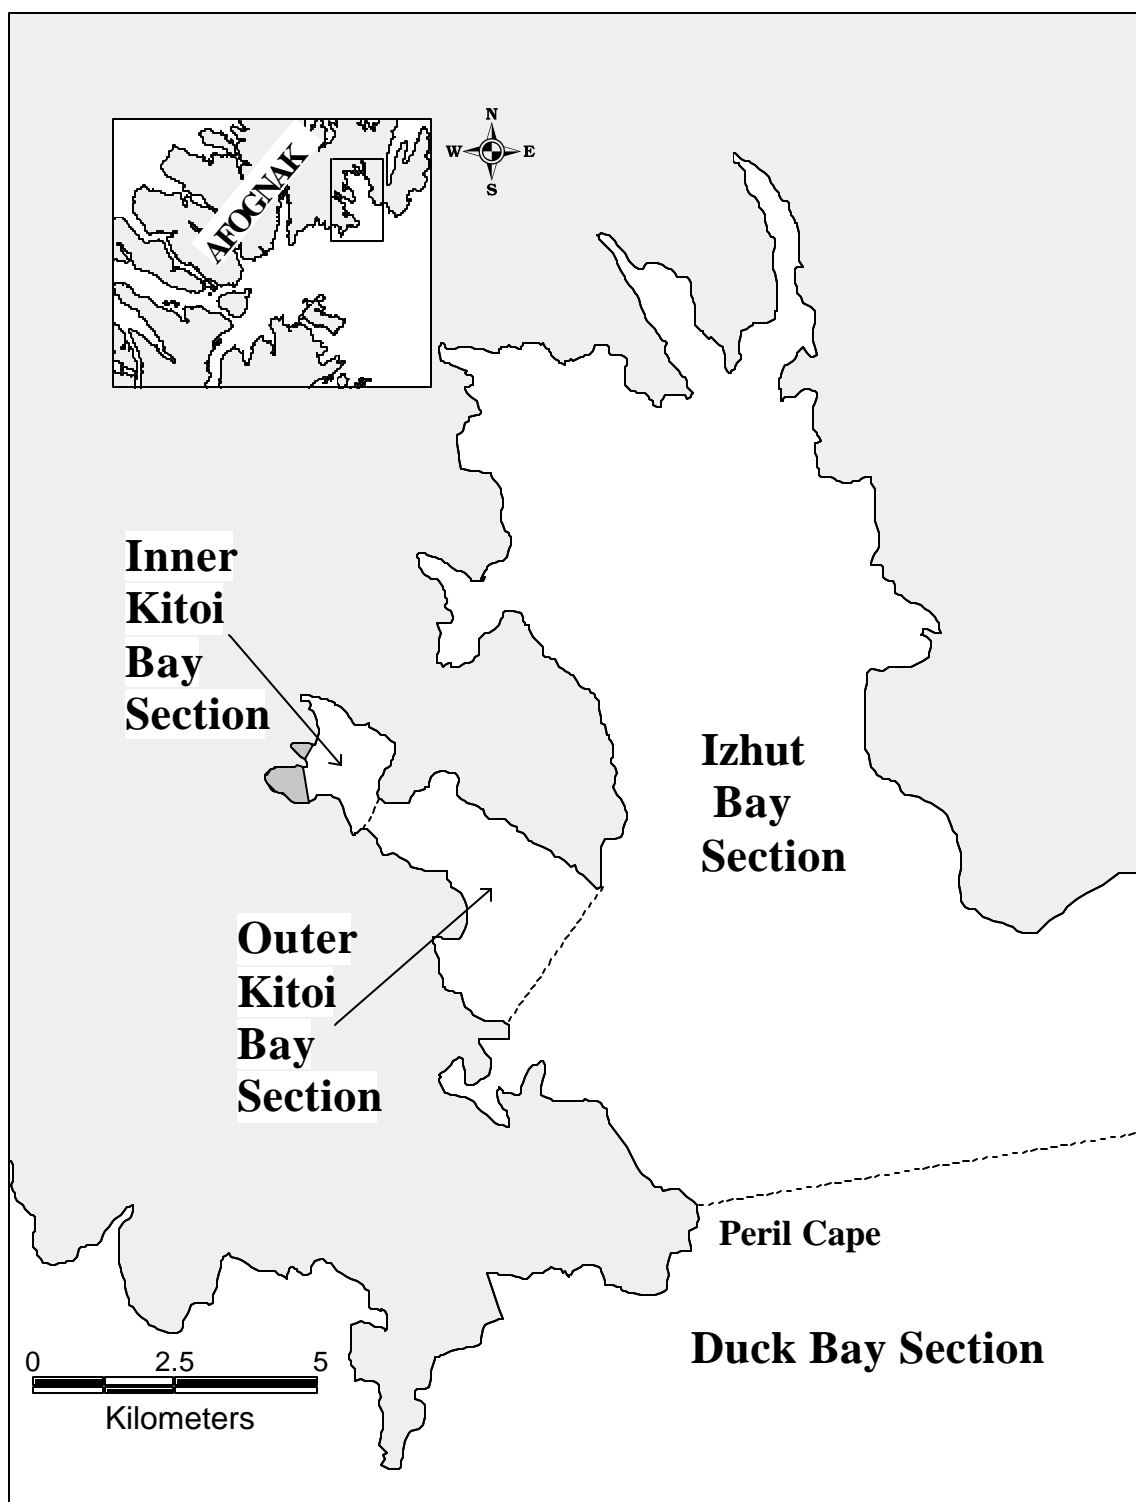 N
W E
S
AFOGNAK
Inner
Kitoi
Bay
Section
Izhut
Bay
Section
Outer
Kitoi
Bay
Section
Peril Cape
Duck Bay Section
0 2.5 5
Kilometers